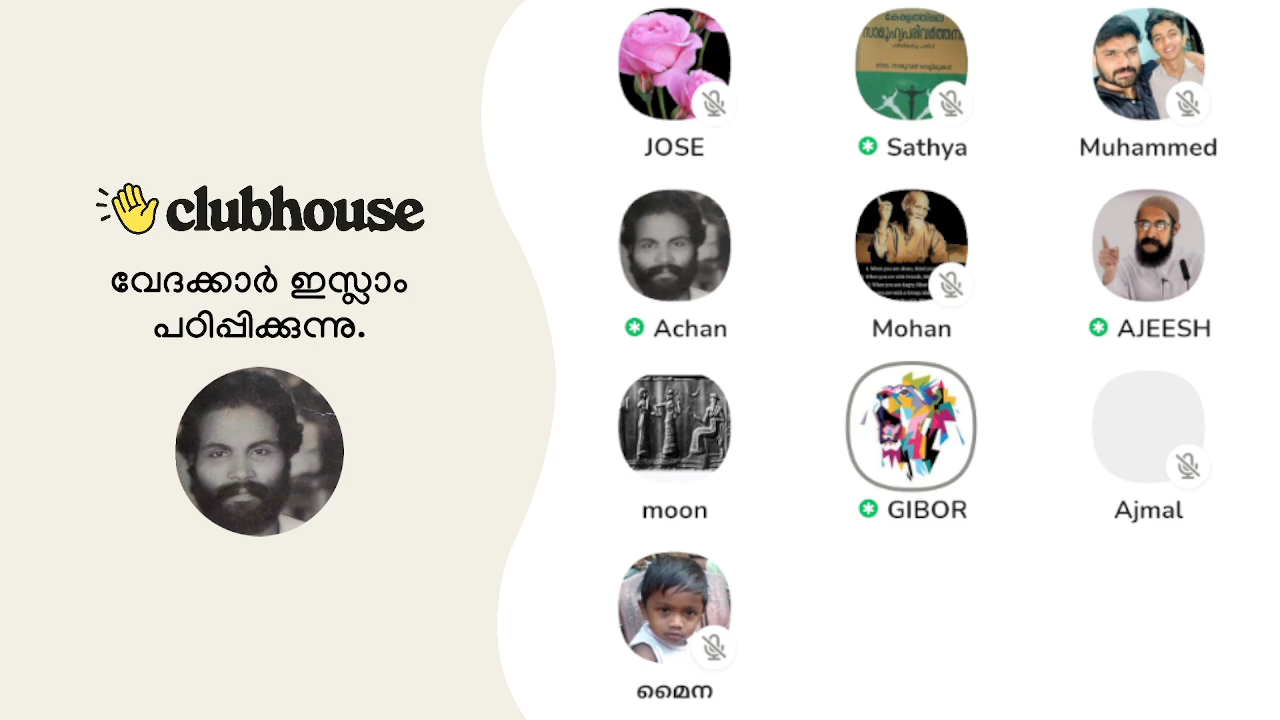 clubhouse
വേദക്കാർ ഇസ്ലാം
പഠിപ്പിക്കുന്നു.
JOSE
Sathya
Muhammed
Achan
Mohan
AJEESH
moon
GIBOR
Ajmal
മൈന